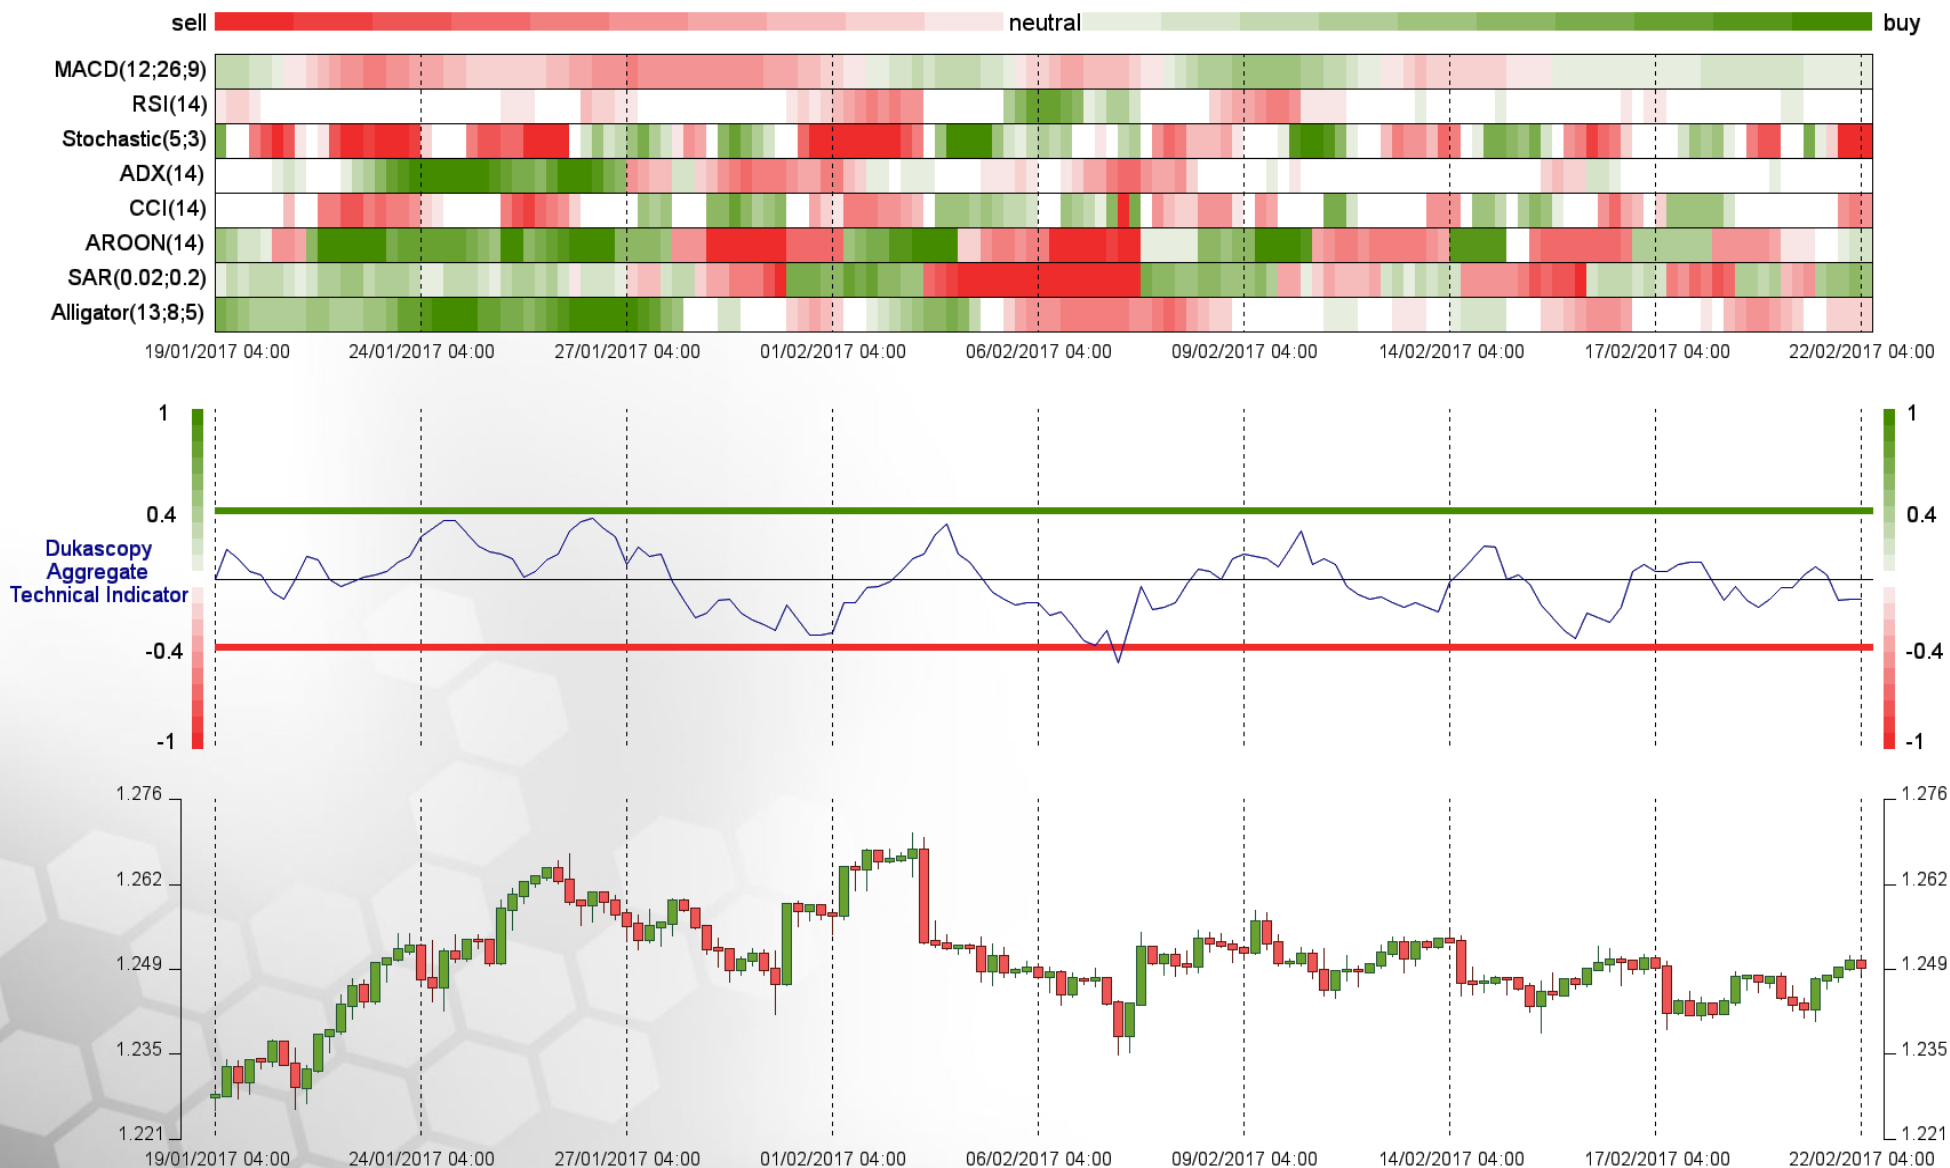 sell neutral buy
MACD(12;26;9)
RSI(14)
Stochastic(5;3)
ADX(14)
CCI(14)
AROON(14)
SAR(0.02;0.2)
Alligator(13;8;5)
19/01/2017 04:00 24/01/2017 04:00 27/01/2017 04:00 01/02/2017 04:00 06/02/2017 04:00 09/02/2017 04:00 14/02/2017 04:00 17/02/2017 04:00 22/02/2017 04:00
1 1
0.4 0.4
Dukascopy
Aggregate
Technical Indicator
-0.4 -0.4
-1 -1
1.276 1.276
1.262 1.262
1.249 1.249
1.235 1.235
1.221 1.221
19/01/2017 04:00 24/01/2017 04:00 27/01/2017 04:00 01/02/2017 04:00 06/02/2017 04:00 09/02/2017 04:00 14/02/2017 04:00 17/02/2017 04:00 22/02/2017 04:00